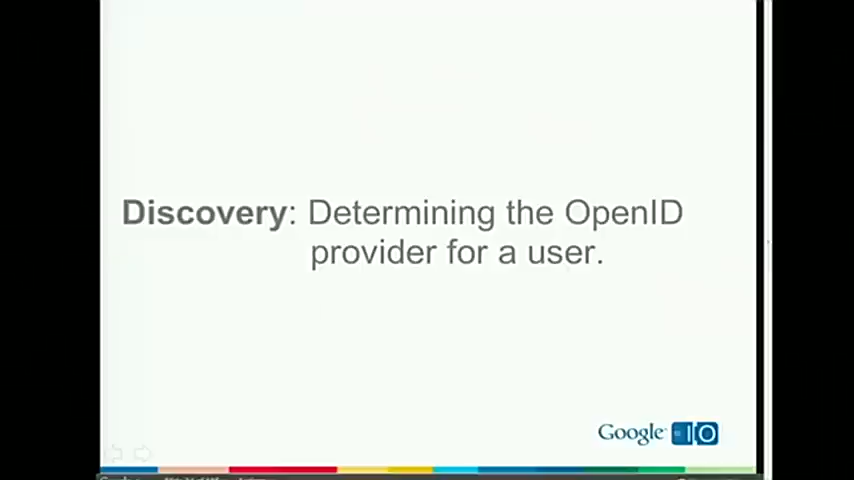 Discovery: Determining the OpenID
provider for a user.
Google IO